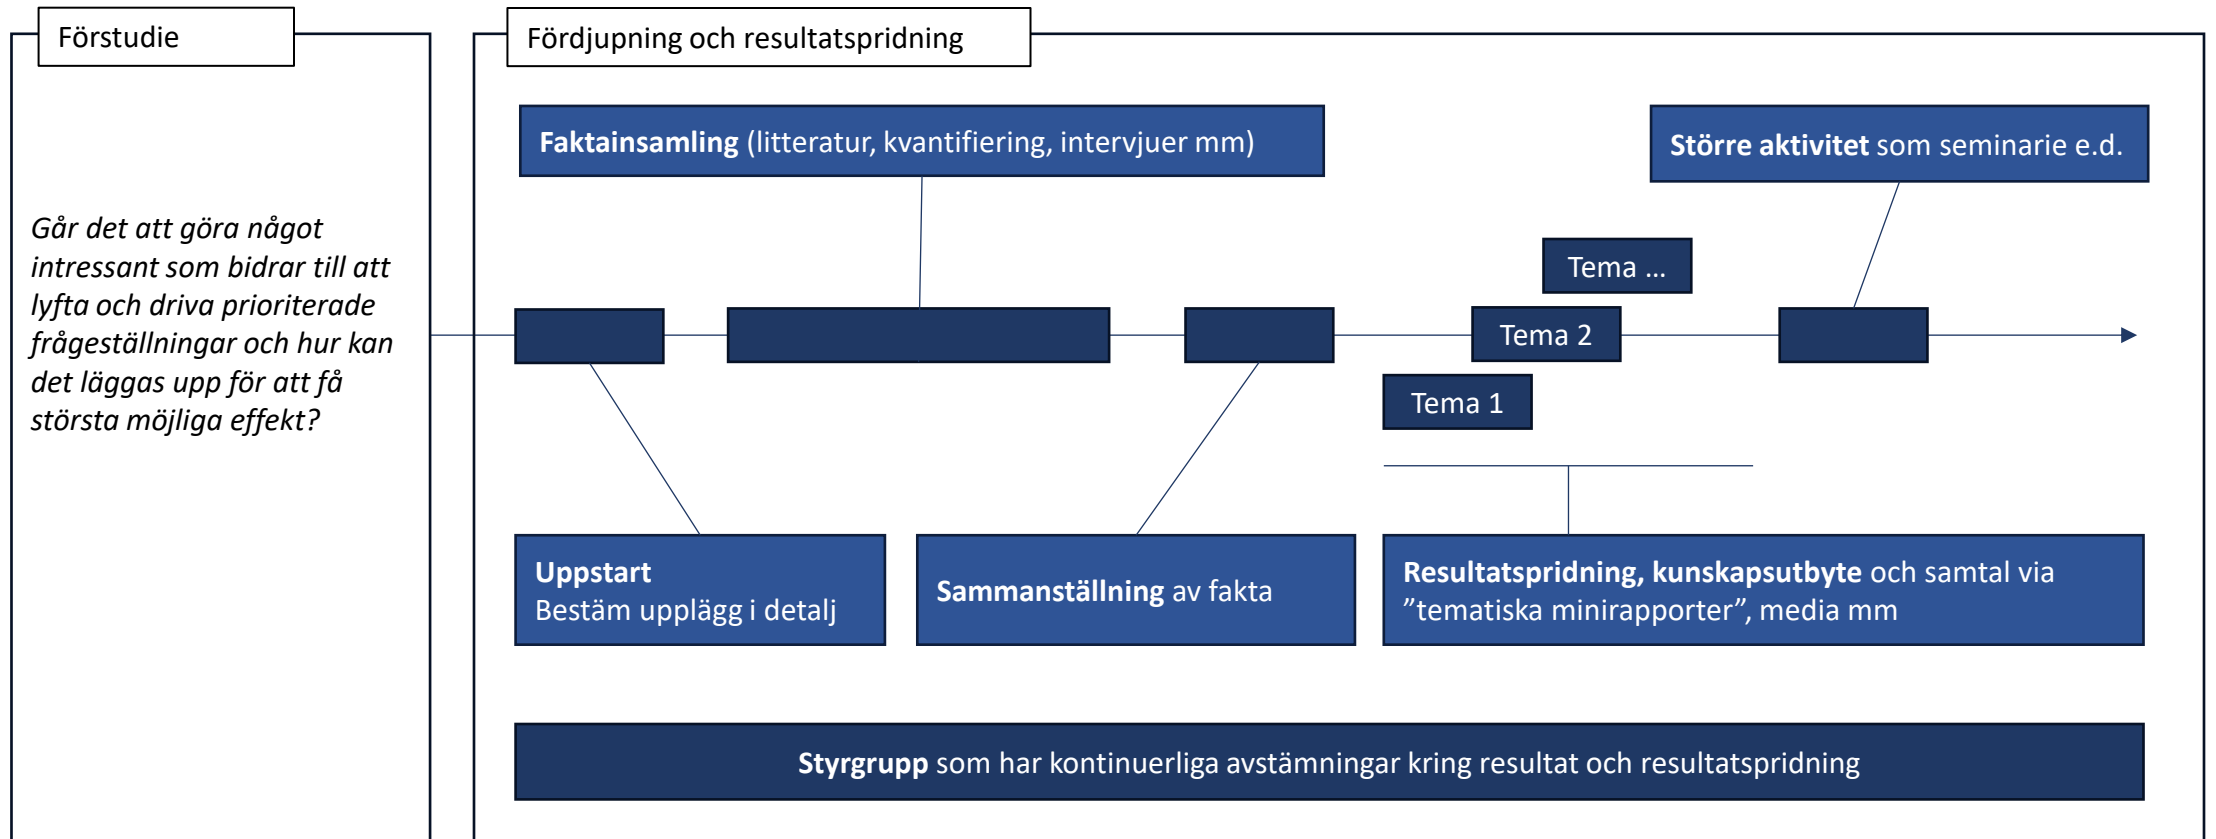 Förstudie
Går det att göra något
intressant som bidrar till att
lyfta och driva prioriterade
frågeställningar och hur kan
det läggas upp för att få
största möjliga effekt?
Fördjupning och resultatspridning
Faktainsamling (litteratur, kvantifiering, intervjuer mm)
Större aktivitet som seminarie e.d.
Tema ...
Tema 2
Tema 1
Uppstart
Bestäm upplägg i detalj
Sammanställning av fakta
Resultatspridning, kunskapsutbyte och samtal via
”tematiska minirapporter”, media mm
Styrgrupp som har kontinuerliga avstämningar kring resultat och resultatspridning